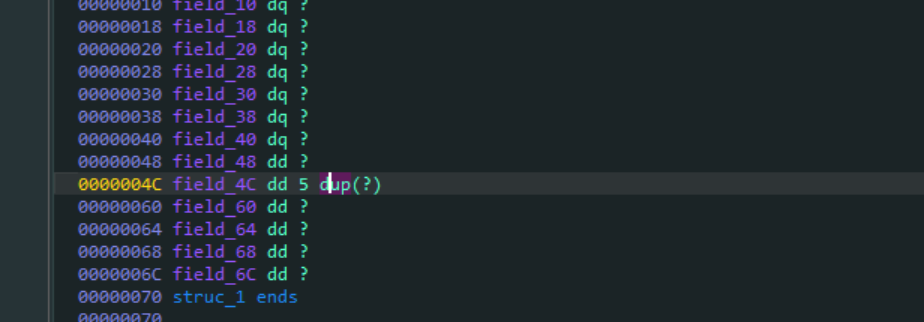 00000010 field_10 dq ?
00000018 field_18 dq ?
00000020 field_20 dq ?
00000028 field_28 dq ?
00000030 field_30 dq ?
00000038 field_38 dq ?
00000040 field_40 dq ?
00000048 field_48 dd ?
0000004C field_4C dd 5 dup(?)
00000060 field_60 dd ?
00000064 field_64 dd ?
00000068 field_68 dd ?
0000006C field_6C dd ?
00000070 struc_1 ends
00000070